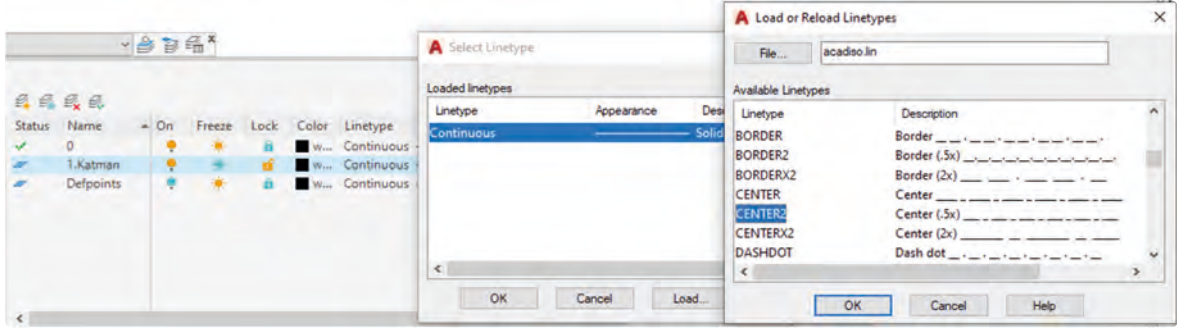 Status Name On Freeze Lock Color Linetype
0 w... Continuous
1.Katman w... Continuous
Defpoints w... Continuous
Select Linetype
Loaded linetypes
Linetype Appearance Des
Continuous Solid
OK Cancel Load...
Load or Reload Linetypes
File... acadiso.lin
Available Linetypes
Linetype Description
BORDER Border
BORDER2 Border (.5x)
BORDERX2 Border (2x)
CENTER Center
CENTER2 Center (.5x)
CENTERX2 Center (2x)
DASHDOT Dash dot
OK Cancel Help